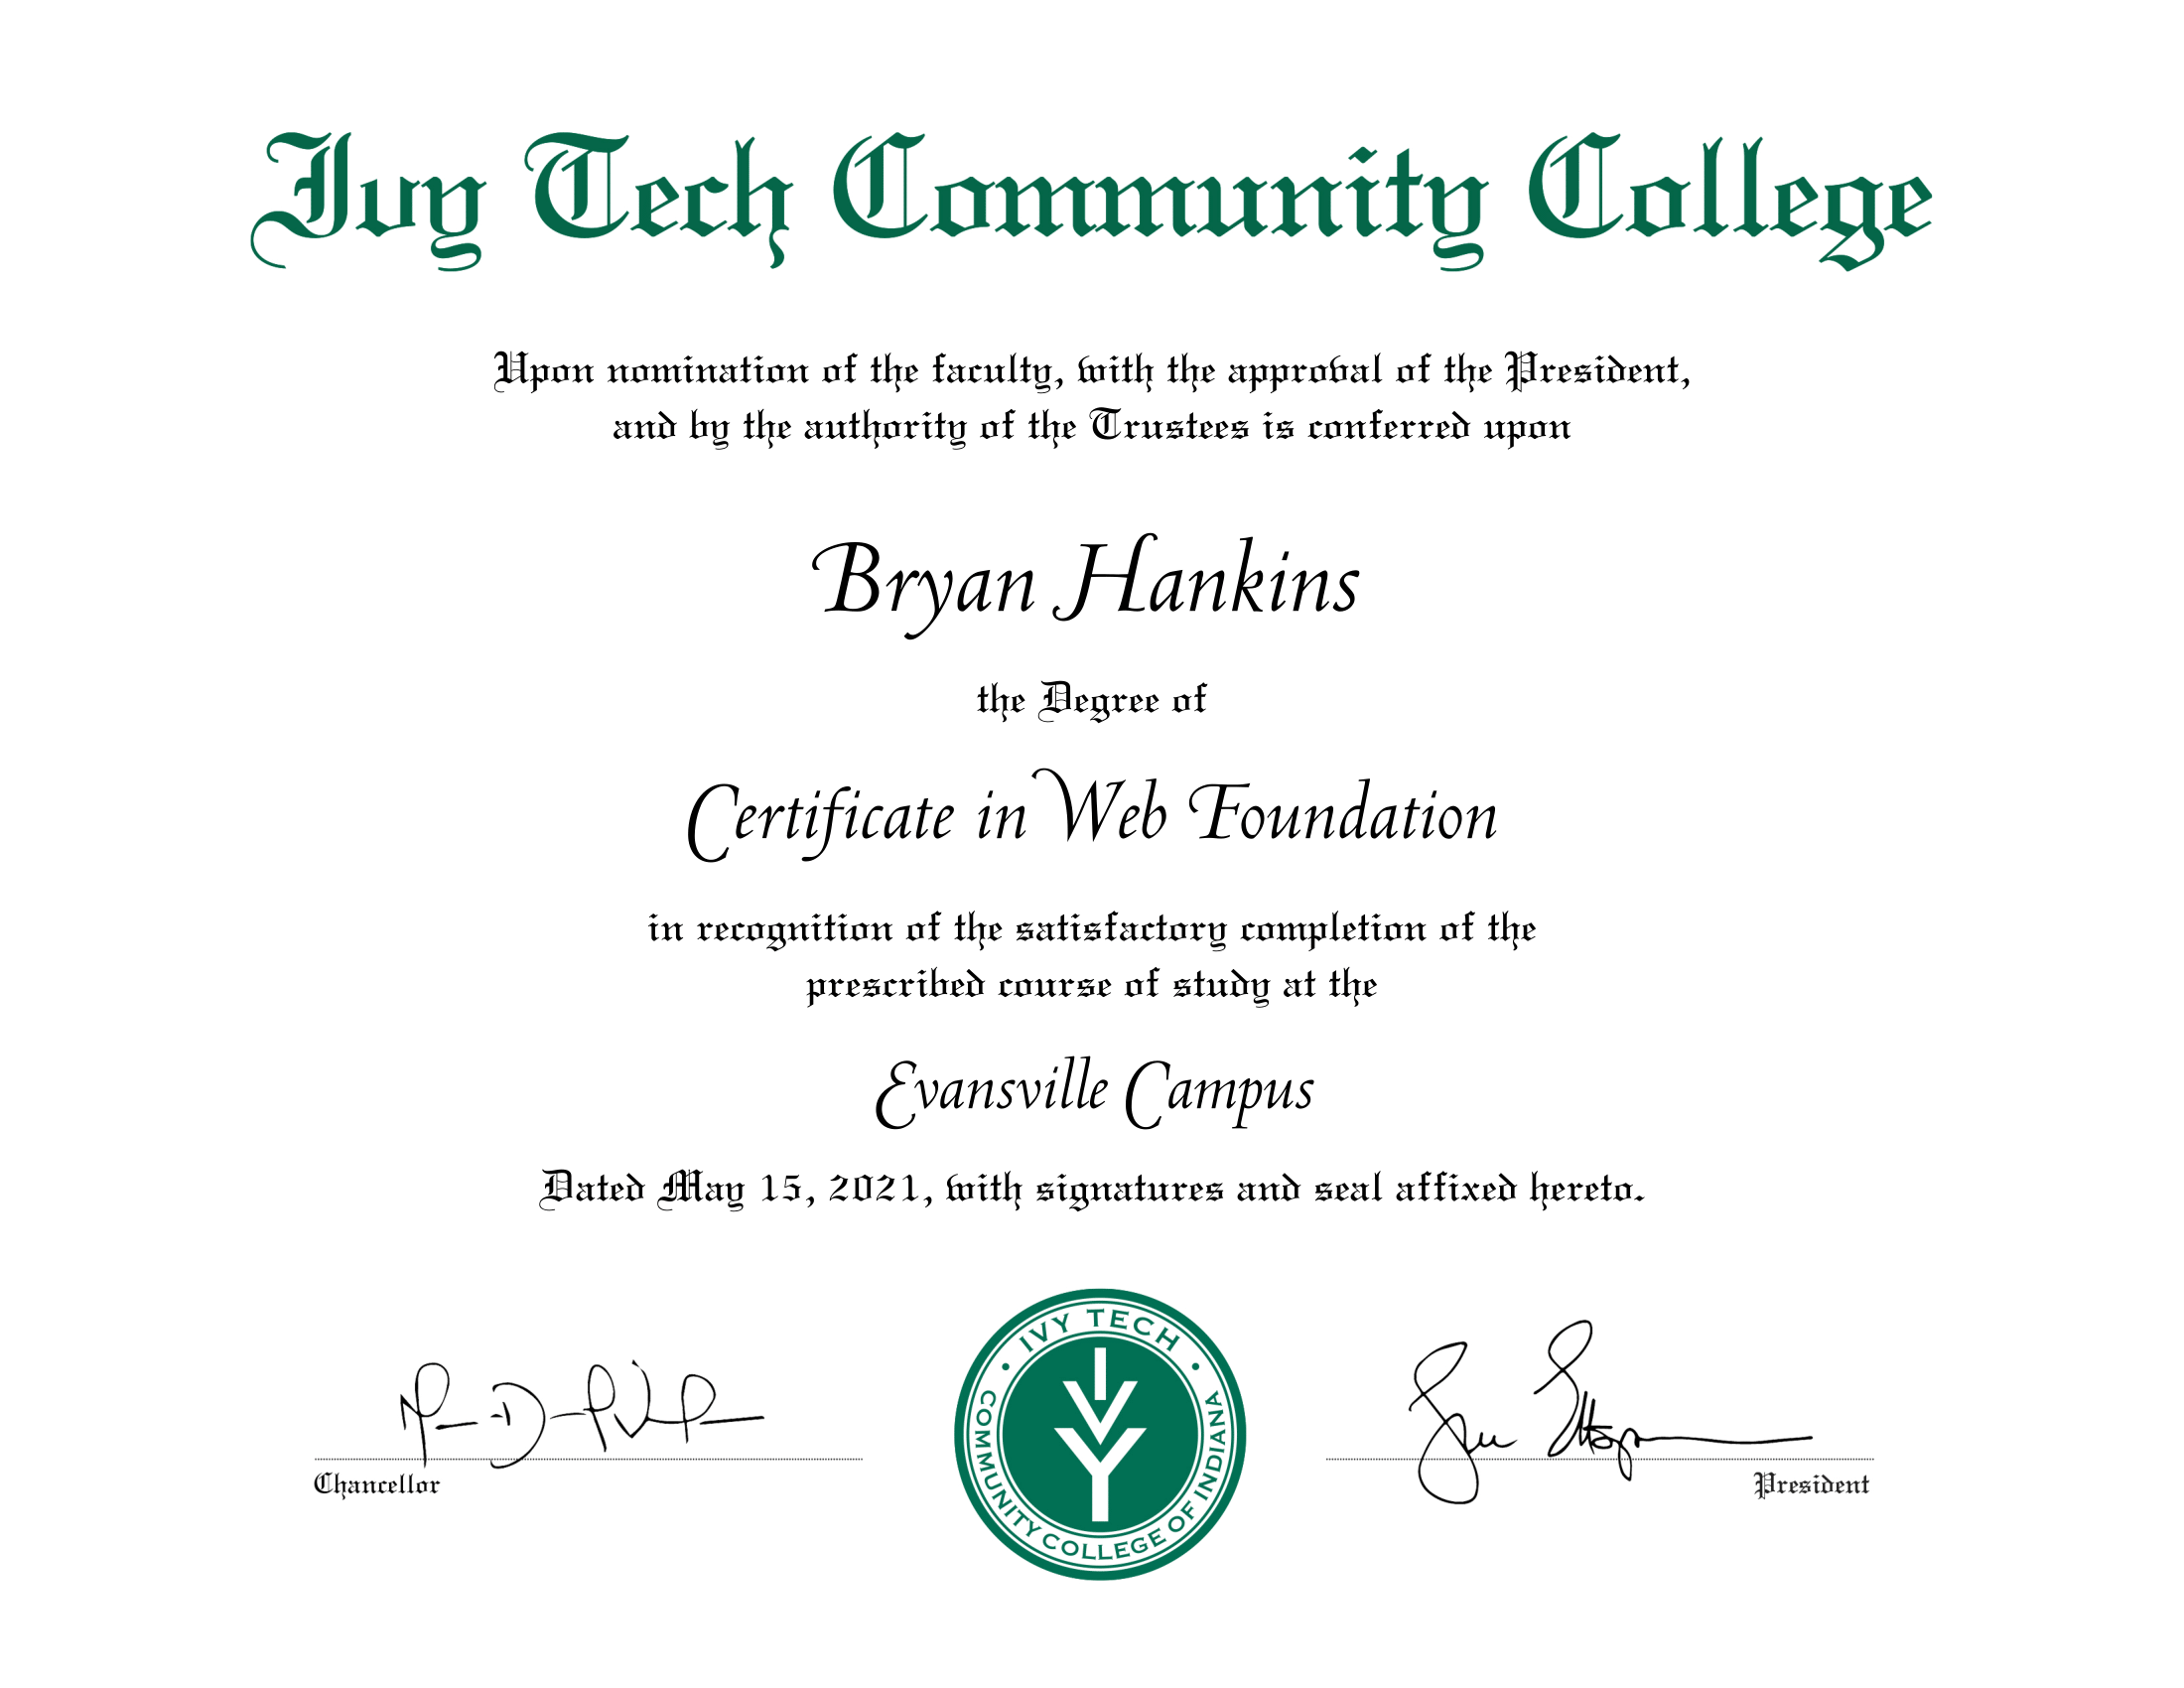 Ivy Tech Community College
Upon nomination of the faculty, with the approval of the President,
and by the authority of the Trustees is conferred upon
Bryan Hankins
the Degree of
Certificate in Web Foundation
in recognition of the satisfactory completion of the
prescribed course of study at the
Evansville Campus
Dated May 15, 2021, with signatures and seal affixed hereto.
Chancellor
IVY TECH
IVY
COMMUNITY COLLEGE OF INDIANA
President